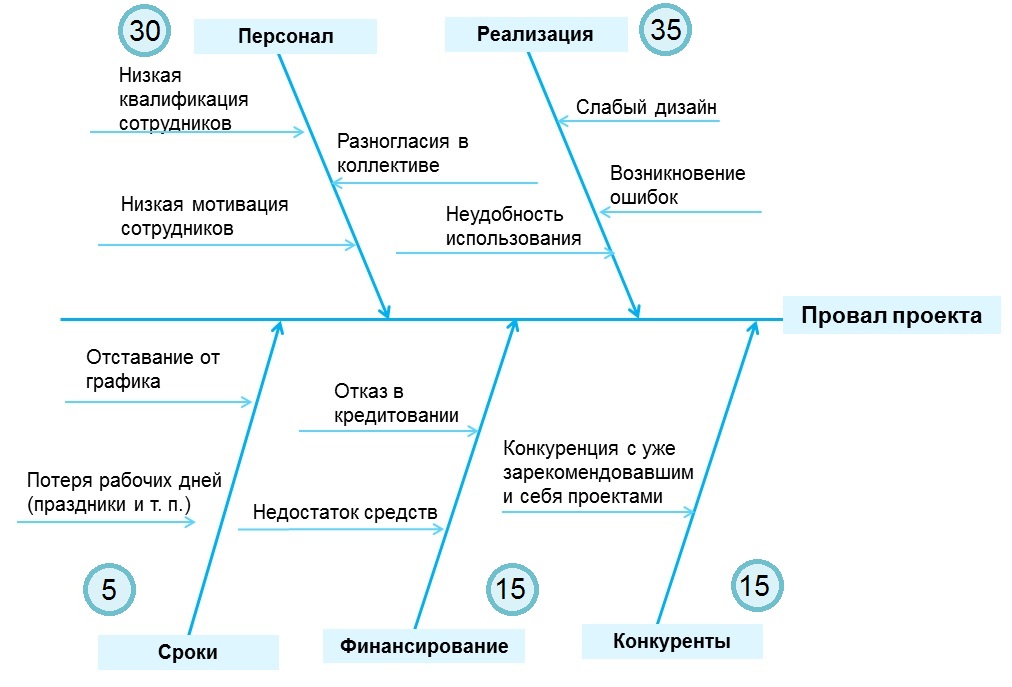 30
Персонал
Реализация
35
Низкая
квалификация
сотрудников
Слабый дизайн
Разногласия в
коллективе
Возникновение
ошибок
Низкая мотивация
сотрудников
Неудобность
использования
Провал проекта
Отставание от
графика
Отказ в
кредитовании
Конкуренция с уже
зарекомендовавшим
и себя проектами
Потеря рабочих дней
(праздники и т. п.)
Недостаток средств
5
15
15
Сроки
Финансирование
Конкуренты